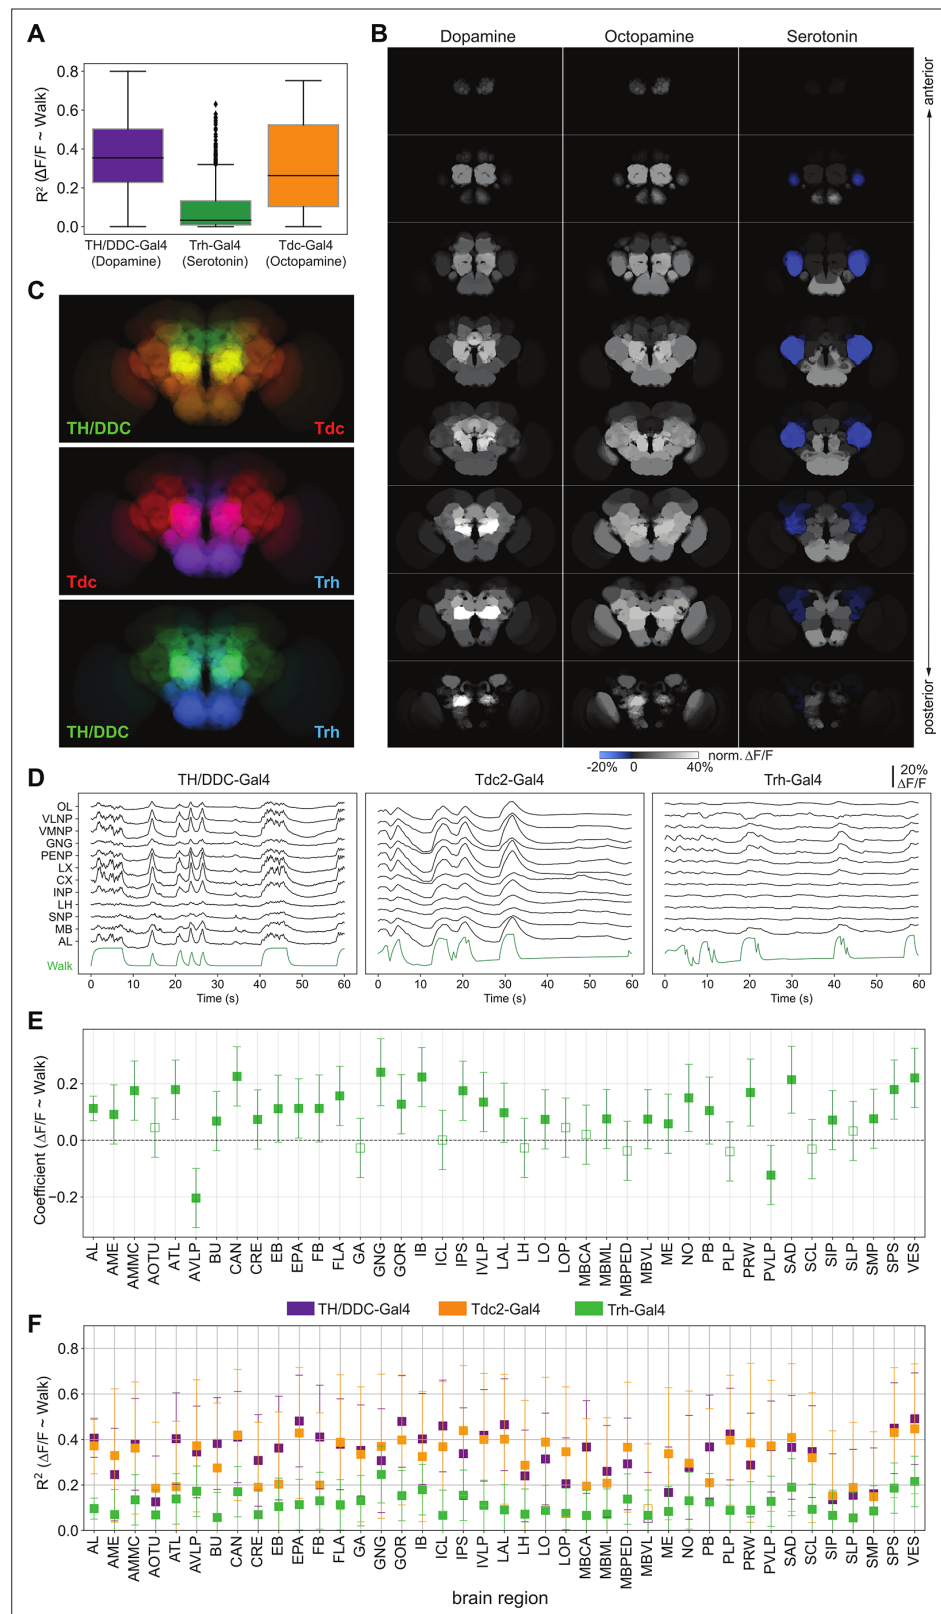 A
0.8
0.6
0.4
0.2
0.0
R² (ΔF/F ~ Walk)
TH/DDC-Gal4 Trh-Gal4 Tdc-Gal4
(Dopamine) (Serotonin) (Octopamine)
B
Dopamine Octopamine Serotonin
anterior
posterior
norm. ΔF/F
-20% 0 40%
C
TH/DDC Tdc
Tdc Trh
TH/DDC Trh
D
TH/DDC-Gal4 Tdc2-Gal4 Trh-Gal4
20%
ΔF/F
OL
VLNP
VMNP
GNG
PENP
LX
CX
INP
LH
SNP
MB
AL
Walk
0 10 20 30 40 50 60 0 10 20 30 40 50 60 0 10 20 30 40 50 60
Time (s) Time (s) Time (s)
E
Coefficient (ΔF/F ~ Walk)
0.2
0.0
−0.2
AL AME AMMC AOTU ATL AVLP BU CAN CRE EB EPA FB FLA GA GNG GOR IB ICL IPS IVLP LAL LH LO LOP MBCA MBML MBPED MBVL ME NO PB PLP PRW PVLP SAD SCL SIP SLP SMP SPS VES
TH/DDC-Gal4 Tdc2-Gal4 Trh-Gal4
F
R² (ΔF/F ~ Walk)
0.8
0.6
0.4
0.2
0.0
AL AME AMMC AOTU ATL AVLP BU CAN CRE EB EPA FB FLA GA GNG GOR IB ICL IPS IVLP LAL LH LO LOP MBCA MBML MBPED MBVL ME NO PB PLP PRW PVLP SAD SCL SIP SLP SMP SPS VES
brain region